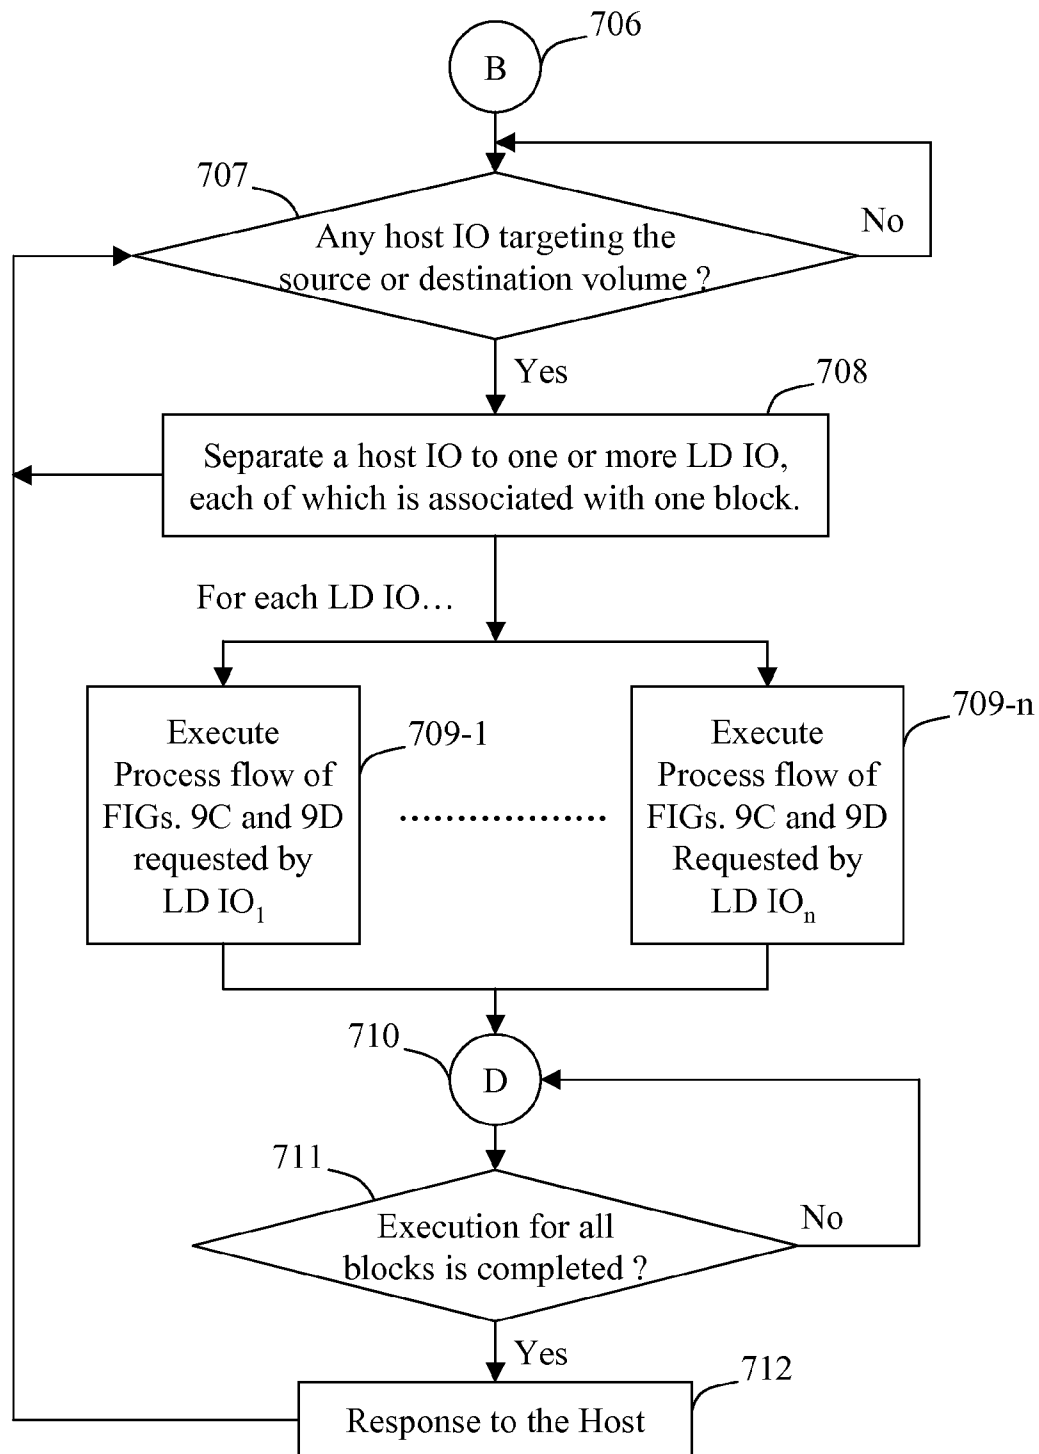 706
B
707
No
Any host IO targeting the
source or destination volume ?
Yes
708
Separate a host IO to one or more LD IO,
each of which is associated with one block.
For each LD IO…
709-1
709-n
Execute
Process flow of
FIGs. 9C and 9D
requested by
LD IO₁
..................
Execute
Process flow of
FIGs. 9C and 9D
Requested by
LD IOₙ
710
D
711
No
Execution for all
blocks is completed ?
Yes
712
Response to the Host